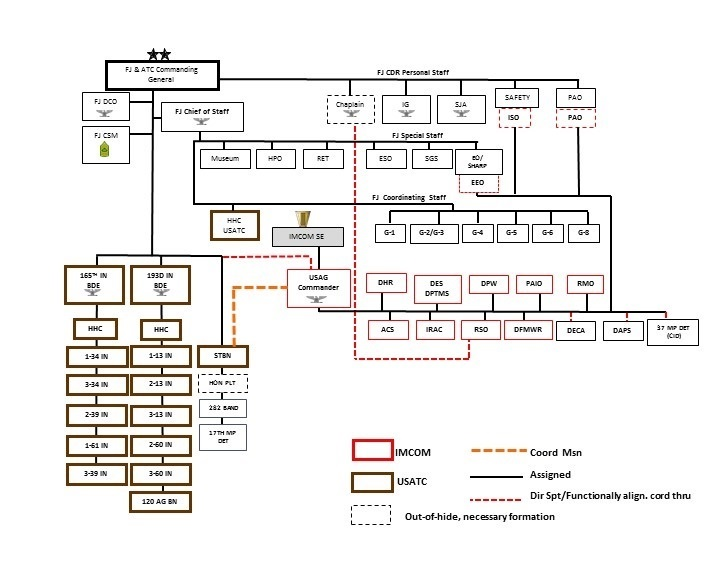 FJ & ATC Commanding
General
FJ CDR Personal Staff
FJ DCO
FJ Chief of Staff
Chaplain
IG
SJA
SAFETY
ISO
PAO
PAO
FJ CSM
FJ Special Staff
Museum
HPO
RET
ESO
SGS
EO/
SHARP
EEO
FJ Coordinating Staff
HHC
USATC
IMCOM SE
G-1
G-2/G-3
G-4
G-5
G-6
G-8
165TH IN
BDE
193D IN
BDE
USAG
Commander
DHR
DES
DPTMS
DPW
PAIO
RMO
HHC
HHC
ACS
IRAC
RSO
DFMWR
DECA
DAPS
37 MP DET
(CID)
1-34 IN
1-13 IN
STBN
3-34 IN
2-13 IN
HON PLT
2-39 IN
3-13 IN
282 BAND
1-61 IN
2-60 IN
17TH MP
DET
3-39 IN
3-60 IN
120 AG BN
IMCOM
Coord Msn
USATC
Assigned
Dir Spt/Functionally align. cord thru
Out-of-hide, necessary formation